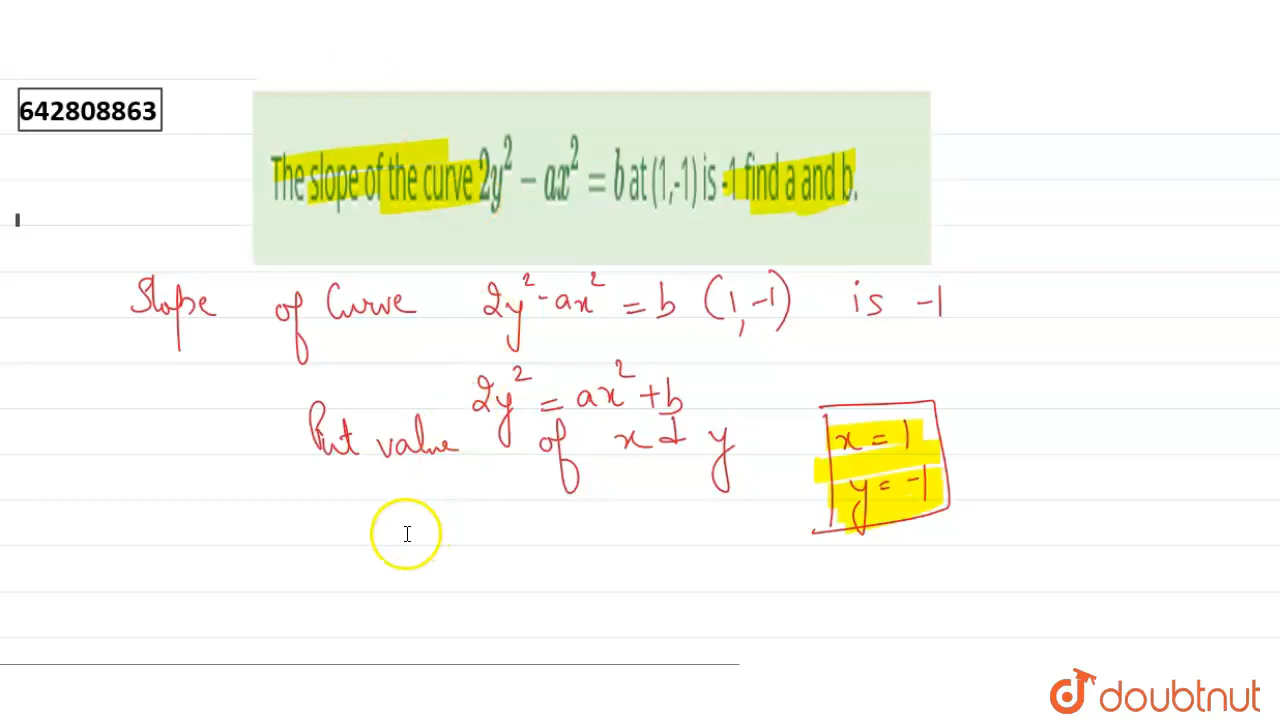 642808863
The slope of the curve 2y² − ax² = b at (1,-1) is -1 find a and b.
Slope of Curve 2y² - ax² = b (1, -1) is -1
2y² = ax² + b
Put value of x & y
x = 1
y = -1
doubtnut